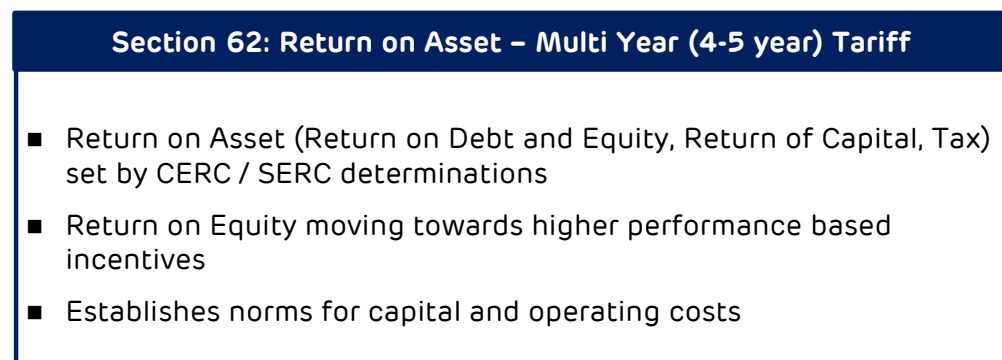 Section 62: Return on Asset – Multi Year (4-5 year) Tariff
■ Return on Asset (Return on Debt and Equity, Return of Capital, Tax)
set by CERC / SERC determinations
■ Return on Equity moving towards higher performance based
incentives
■ Establishes norms for capital and operating costs